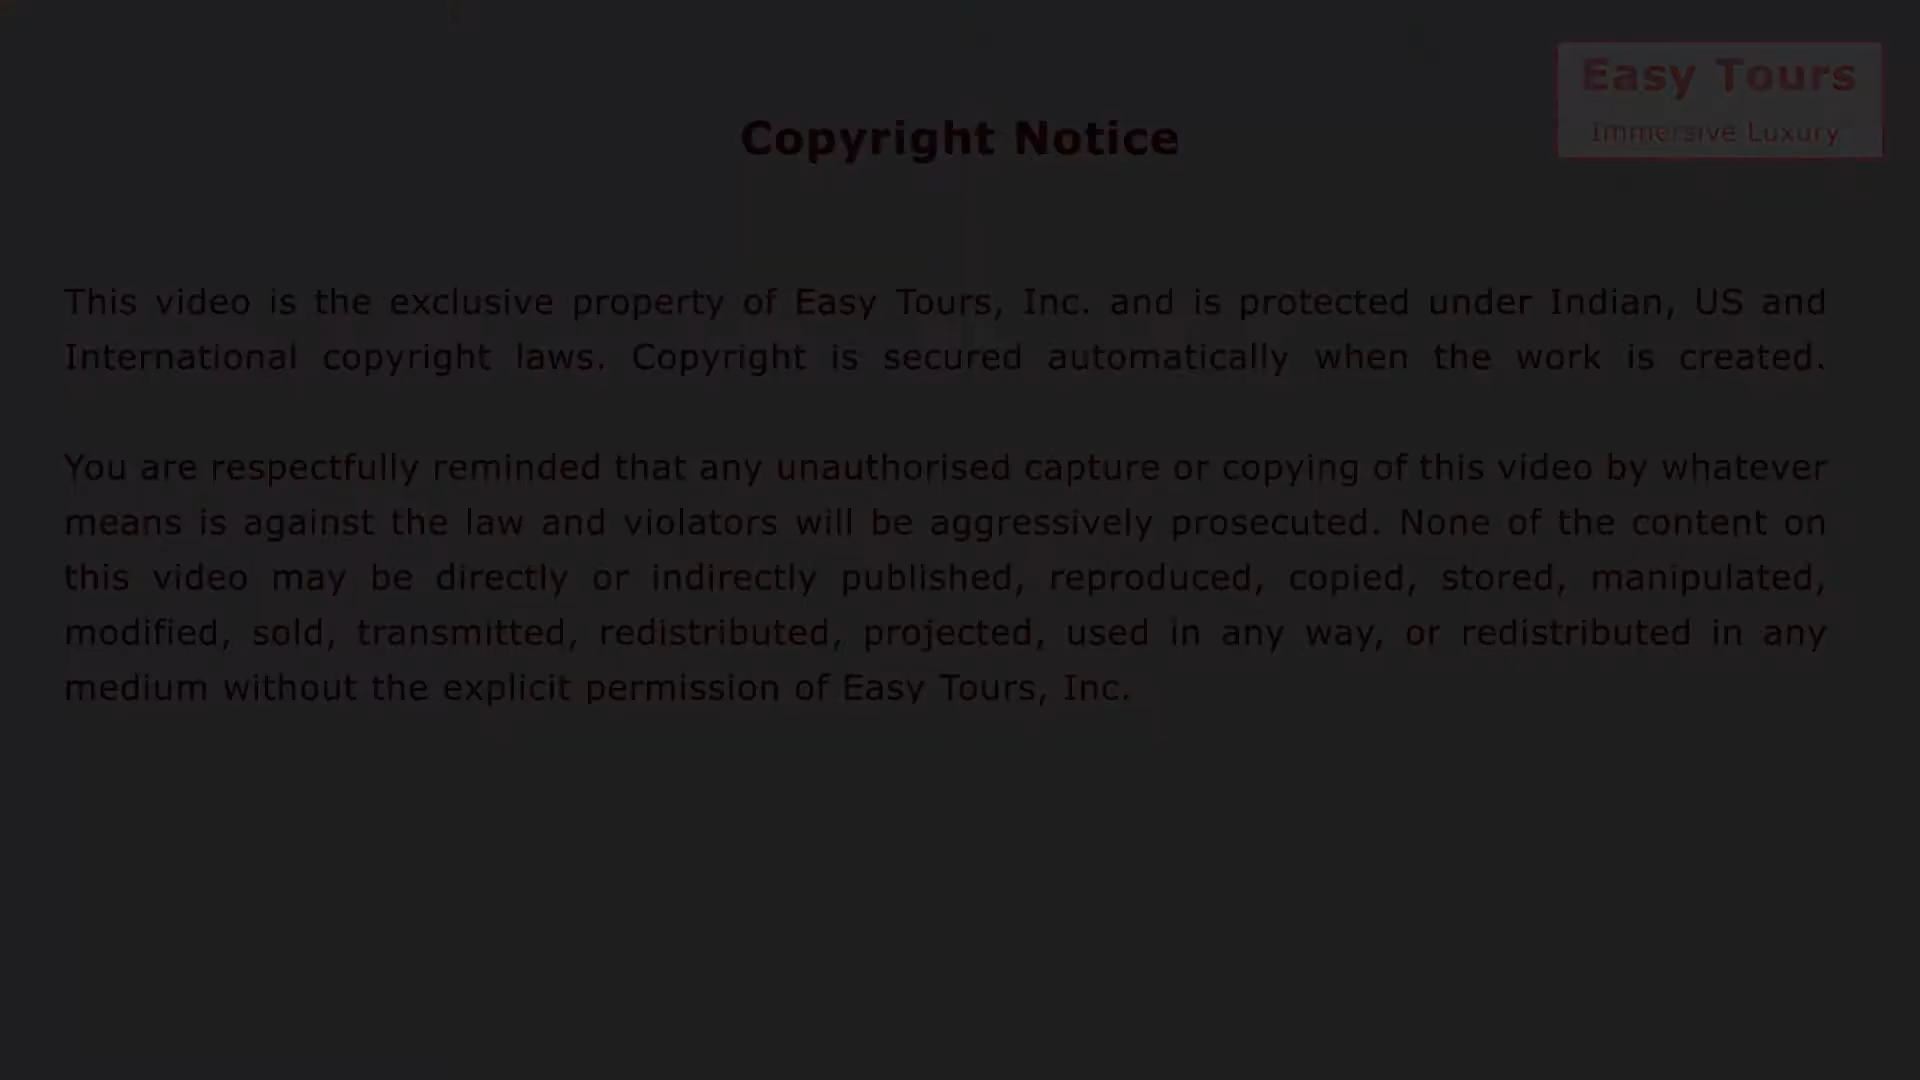 Easy Tours
Immersive Luxury
Copyright Notice
This video is the exclusive property of Easy Tours, Inc. and is protected under Indian, US and
International copyright laws. Copyright is secured automatically when the work is created.
You are respectfully reminded that any unauthorised capture or copying of this video by whatever
means is against the law and violators will be aggressively prosecuted. None of the content on
this video may be directly or indirectly published, reproduced, copied, stored, manipulated,
modified, sold, transmitted, redistributed, projected, used in any way, or redistributed in any
medium without the explicit permission of Easy Tours, Inc.